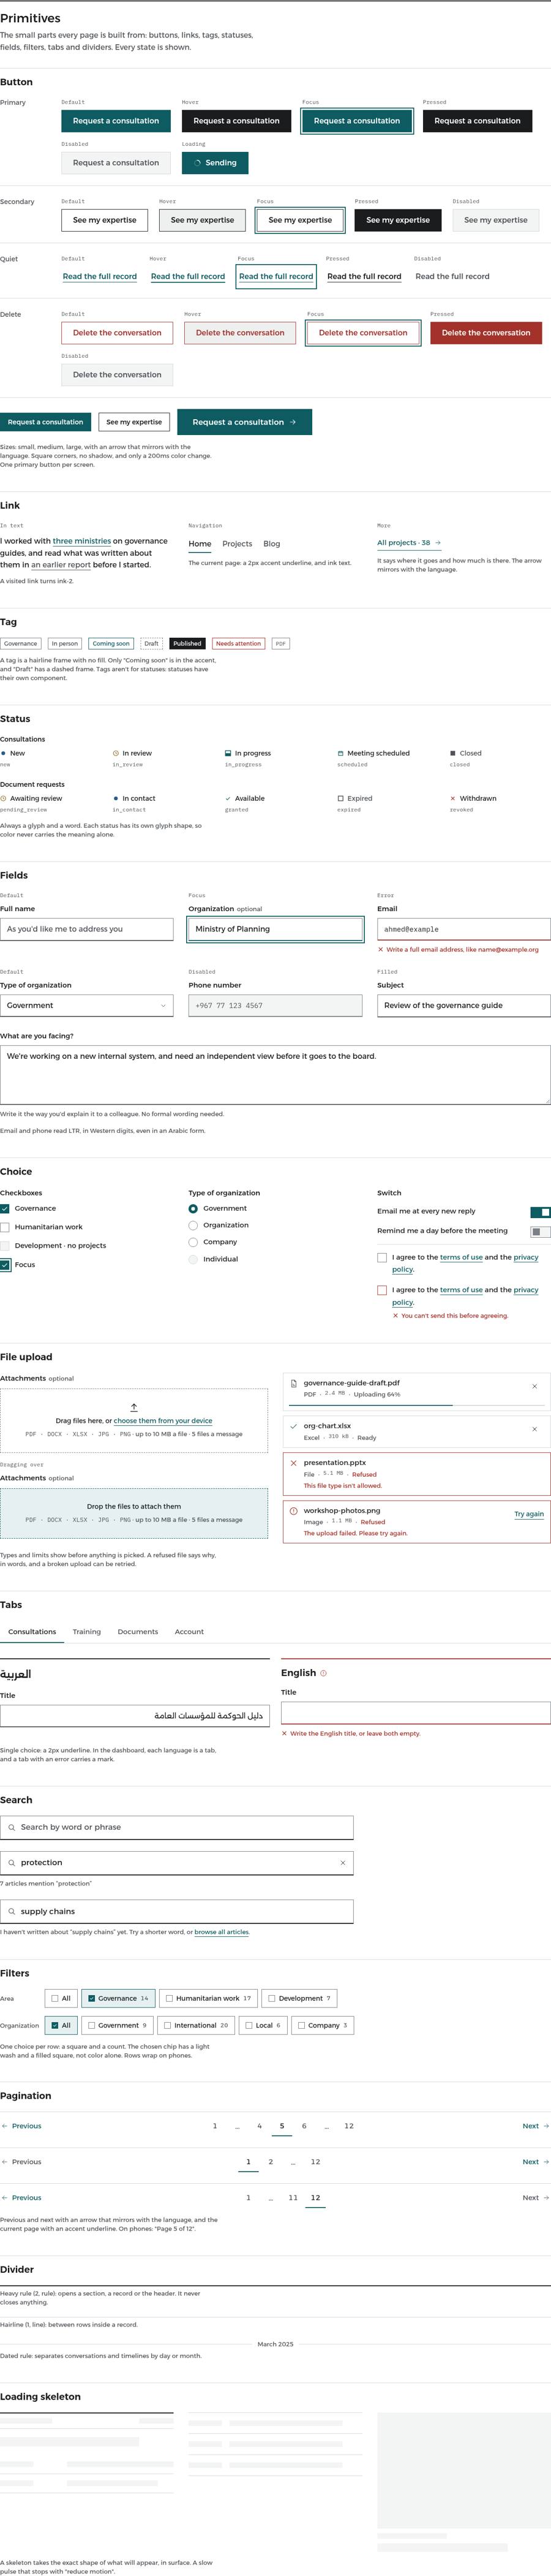 Primitives
The small parts every page is built from: buttons, links, tags, statuses,
fields, filters, tabs and dividers. Every state is shown.
Button
Primary
Default
Hover
Focus
Pressed
Request a consultation
Request a consultation
Request a consultation
Request a consultation
Disabled
Loading
Request a consultation
Sending
Secondary
Default
Hover
Focus
Pressed
Disabled
See my expertise
See my expertise
See my expertise
See my expertise
See my expertise
Quiet
Default
Hover
Focus
Pressed
Disabled
Read the full record
Read the full record
Read the full record
Read the full record
Read the full record
Delete
Default
Hover
Focus
Pressed
Delete the conversation
Delete the conversation
Delete the conversation
Delete the conversation
Disabled
Delete the conversation
Request a consultation
See my expertise
Request a consultation →
Sizes: small, medium, large, with an arrow that mirrors with the
language. Square corners, no shadow, and only a 200ms color change.
One primary button per screen.
Link
In text
I worked with three ministries on governance
guides, and read what was written about
them in an earlier report before I started.
A visited link turns ink-2.
Navigation
Home Projects Blog
The current page: a 2px accent underline, and ink text.
More
All projects · 38 →
It says where it goes and how much is there. The arrow
mirrors with the language.
Tag
Governance
In person
Coming soon
Draft
Published
Needs attention
PDF
A tag is a hairline frame with no fill. Only "Coming soon" is in the accent,
and "Draft" has a dashed frame. Tags aren't for statuses: statuses have
their own component.
Status
Consultations
New
In review
In progress
Meeting scheduled
Closed
new
in_review
in_progress
scheduled
closed
Document requests
Awaiting review
In contact
Available
Expired
Withdrawn
pending_review
in_contact
granted
expired
revoked
Always a glyph and a word. Each status has its own glyph shape, so
color never carries the meaning alone.
Fields
Default
Full name
As you'd like me to address you
Focus
Organization optional
Ministry of Planning
Error
Email
ahmed@example
Write a full email address, like name@example.org
Default
Type of organization
Government
Disabled
Phone number
+967 77 123 4567
Filled
Subject
Review of the governance guide
What are you facing?
We're working on a new internal system, and need an independent view before it goes to the board.
Write it the way you'd explain it to a colleague. No formal wording needed.
Email and phone read LTR, in Western digits, even in an Arabic form.
Choice
Checkboxes
Governance
Humanitarian work
Development · no projects
Focus
Type of organization
Government
Organization
Company
Individual
Switch
Email me at every new reply
Remind me a day before the meeting
I agree to the terms of use and the privacy
policy.
I agree to the terms of use and the privacy
policy.
You can't send this before agreeing.
File upload
Attachments optional
Drag files here, or choose them from your device
PDF · DOCX · XLSX · JPG · PNG · up to 10 MB a file · 5 files a message
Dragging over
Attachments optional
Drop the files to attach them
PDF · DOCX · XLSX · JPG · PNG · up to 10 MB a file · 5 files a message
Types and limits show before anything is picked. A refused file says why,
in words, and a broken upload can be retried.
governance-guide-draft.pdf
PDF · 2.4 MB · Uploading 64%
org-chart.xlsx
Excel · 310 kB · Ready
presentation.pptx
File · 5.1 MB · Refused
This file type isn't allowed.
workshop-photos.png
Image · 1.1 MB · Refused
The upload failed. Please try again.
Try again
Tabs
Consultations Training Documents Account
العربية
Title
دليل الحوكمة للمؤسسات العامة
English
Title
Write the English title, or leave both empty.
Single choice: a 2px underline. In the dashboard, each language is a tab,
and a tab with an error carries a mark.
Search
Search by word or phrase
protection
7 articles mention "protection"
supply chains
I haven't written about "supply chains" yet. Try a shorter word, or browse all articles.
Filters
Area
All
Governance 14
Humanitarian work 17
Development 7
Organization
All
Government 9
International 20
Local 6
Company 3
One choice per row: a square and a count. The chosen chip has a light
wash and a filled square, not color alone. Rows wrap on phones.
Pagination
← Previous 1 … 4 5 6 … 12 Next →
← Previous 1 2 … 12 Next →
← Previous 1 … 11 12 Next →
Previous and next with an arrow that mirrors with the language, and the
current page with an accent underline. On phones: "Page 5 of 12".
Divider
Heavy rule (2, rule): opens a section, a record or the header. It never
closes anything.
Hairline (1, line): between rows inside a record.
March 2025
Dated rule: separates conversations and timelines by day or month.
Loading skeleton
A skeleton takes the exact shape of what will appear, in surface. A slow
pulse that stops with "reduce motion".